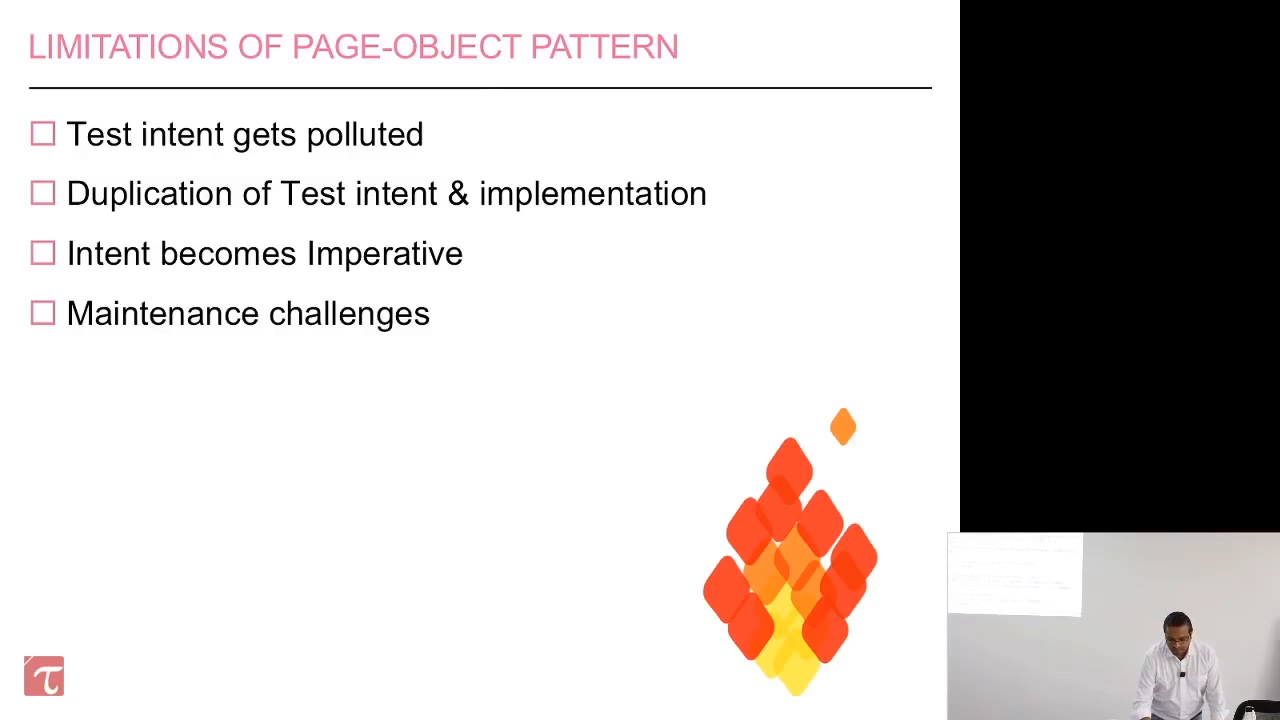 LIMITATIONS OF PAGE-OBJECT PATTERN
Test intent gets polluted
Duplication of Test intent & implementation
Intent becomes Imperative
Maintenance challenges
τ